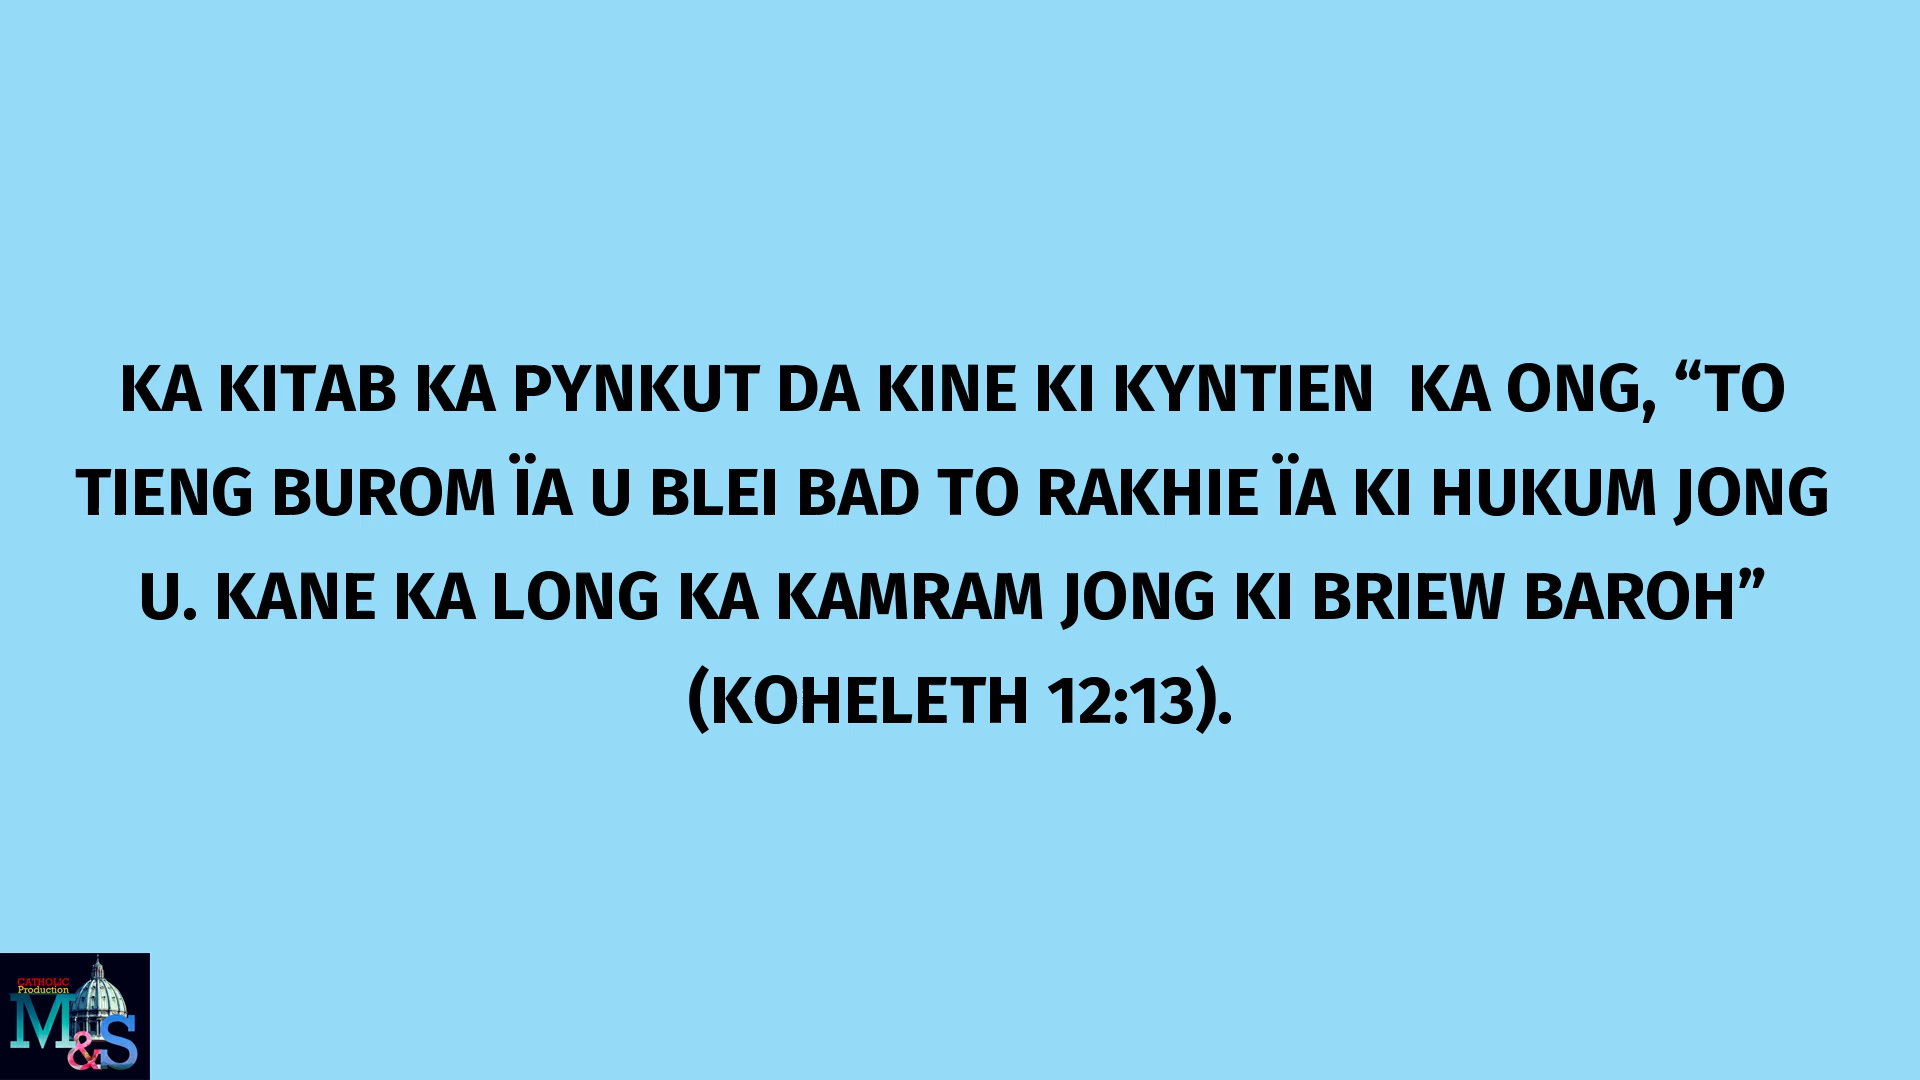 KA KITAB KA PYNKUT DA KINE KI KYNTIEN  KA ONG, “TO
TIENG BUROM ÏA U BLEI BAD TO RAKHIE ÏA KI HUKUM JONG
U. KANE KA LONG KA KAMRAM JONG KI BRIEW BAROH”
(KOHELETH 12:13).
CATHOLIC
Production
M&S